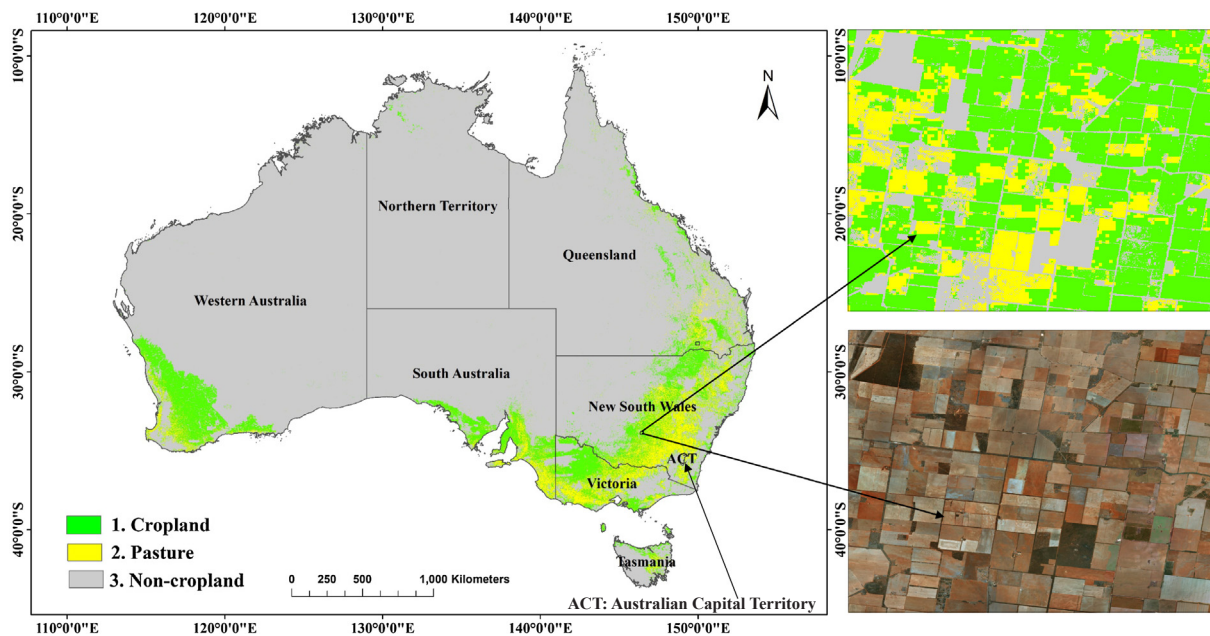 110°0'0"E 120°0'0"E 130°0'0"E 140°0'0"E 150°0'0"E
10°0'0"S
20°0'0"S
30°0'0"S
40°0'0"S
10°0'0"S
20°0'0"S
30°0'0"S
40°0'0"S
N
Northern Territory
Queensland
Western Australia
South Australia
New South Wales
ACT
Victoria
Tasmania
1. Cropland
2. Pasture
3. Non-cropland
0 250 500 1,000 Kilometers
ACT: Australian Capital Territory
110°0'0"E 120°0'0"E 130°0'0"E 140°0'0"E 150°0'0"E